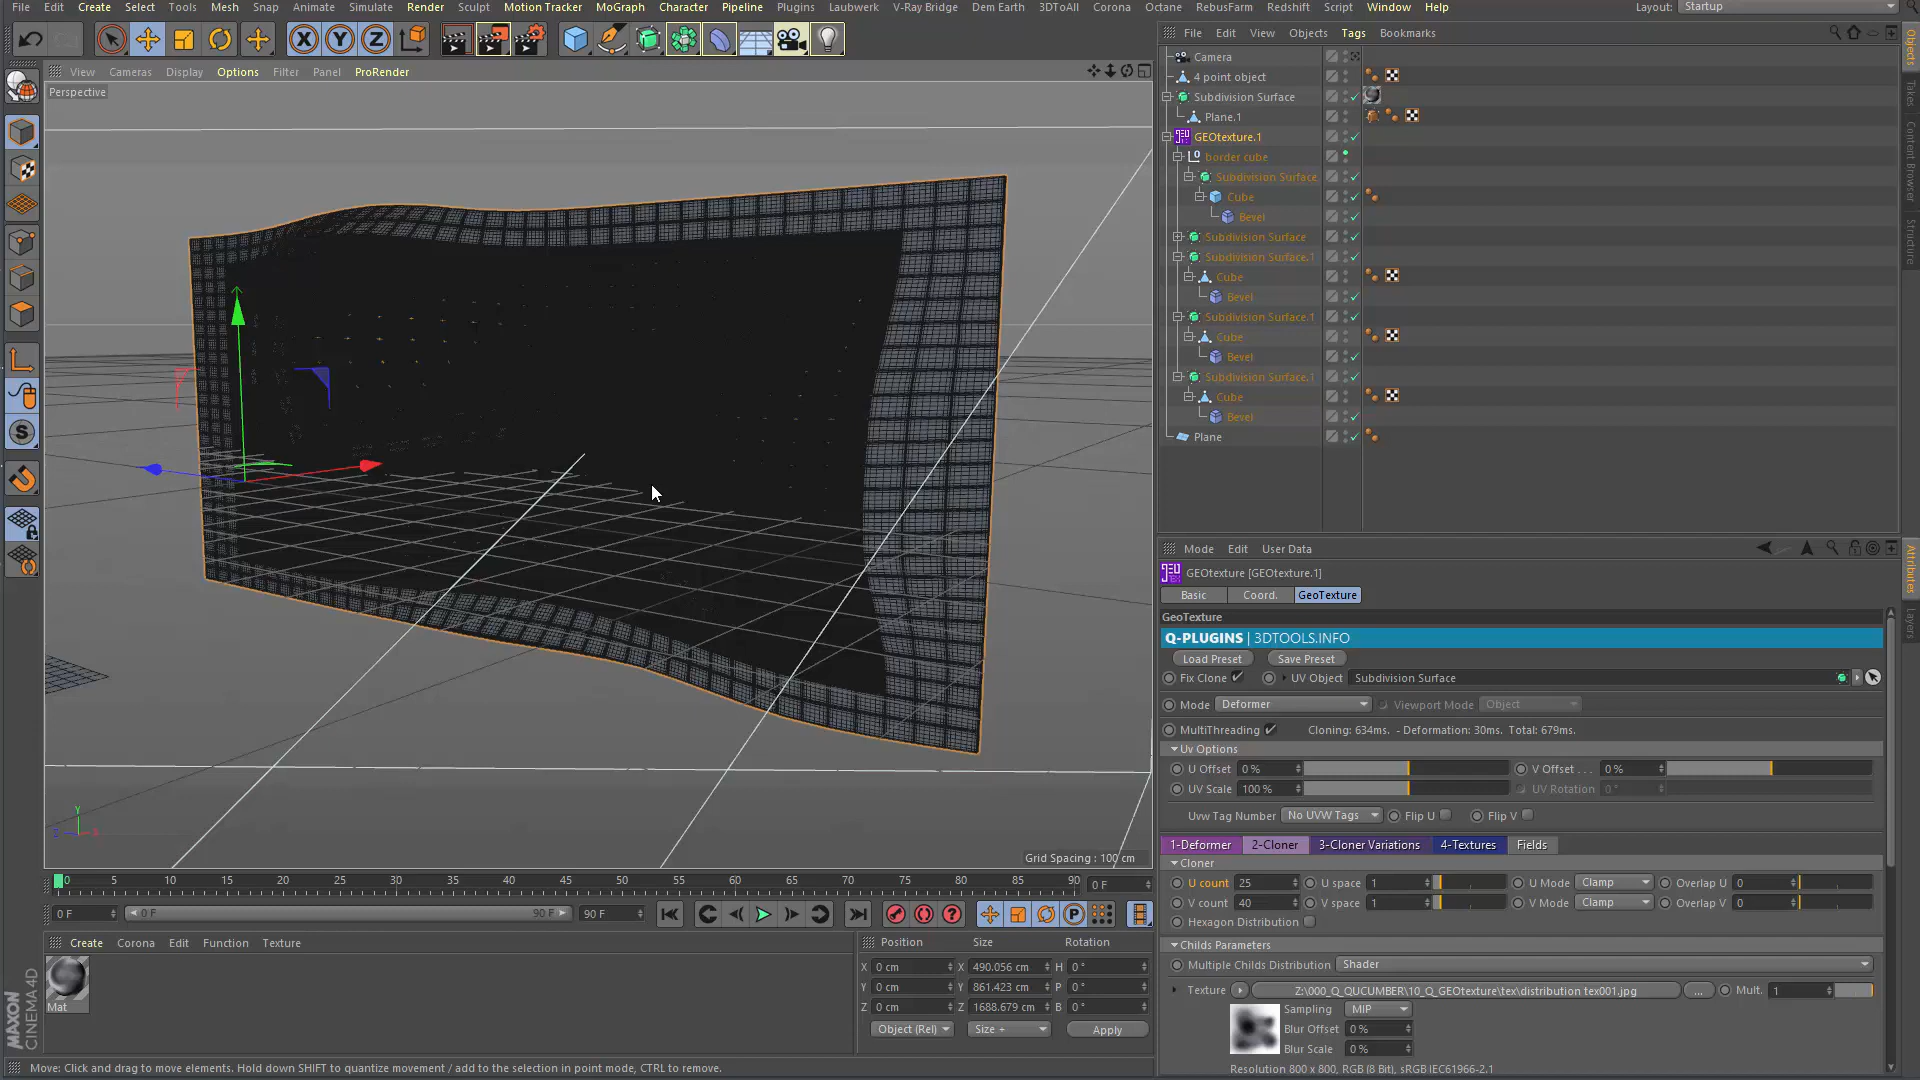 File Edit Create Select Tools Mesh Snap Animate Simulate Render Sculpt Motion Tracker MoGraph Character Pipeline Plugins Laubwerk V-Ray Bridge Dem Earth 3DToAll Corona Octane RebusFarm Redshift Script Window Help Layout: Startup
X Y Z
View Cameras Display Options Filter Panel ProRender
Perspective
File Edit View Objects Tags Bookmarks
Camera
4 point object
Subdivision Surface
Plane.1
GEOtexture.1
border cube
Subdivision Surface
Cube
Bevel
Subdivision Surface
Subdivision Surface.1
Cube
Bevel
Subdivision Surface.1
Cube
Bevel
Subdivision Surface.1
Cube
Bevel
Plane
Objects
Takes
Content Browser
Structure
Mode Edit User Data
GEOtexture [GEOtexture.1]
Basic Coord. GeoTexture
GeoTexture
Q-PLUGINS | 3DTOOLS.INFO
Load Preset Save Preset
Fix Clone UV Object Subdivision Surface
Mode Deformer Viewport Mode Object
MultiThreading Cloning: 634ms. - Deformation: 30ms. Total: 679ms.
Uv Options
U Offset 0 % V Offset . . . 0 %
UV Scale 100 % UV Rotation 0 °
Uvw Tag Number No UVW Tags Flip U Flip V
1-Deformer 2-Cloner 3-Cloner Variations 4-Textures Fields
Cloner
U count 25 U space 1 U Mode Clamp Overlap U 0
V count 40 V space 1 V Mode Clamp Overlap V 0
Hexagon Distribution
Childs Parameters
Multiple Childs Distribution Shader
Texture Z:\000_Q_QUCUMBER\10_Q_GEOtexture\tex\distribution tex001.jpg ... Mult. 1
Sampling MIP
Blur Offset 0 %
Blur Scale 0 %
Resolution 800 x 800, RGB (8 Bit), sRGB IEC61966-2.1
Attributes
Layers
Y
Z X
Grid Spacing : 100 cm
0 5 10 15 20 25 30 35 40 45 50 55 60 65 70 75 80 85 90 0 F
0 F 0 F 90 F 90 F
P
Create Corona Edit Function Texture
Mat
Position Size Rotation
X 0 cm X 490.056 cm H 0 °
Y 0 cm Y 861.423 cm P 0 °
Z 0 cm Z 1688.679 cm B 0 °
Object (Rel) Size + Apply
MAXON
CINEMA 4D
Move: Click and drag to move elements. Hold down SHIFT to quantize movement / add to the selection in point mode, CTRL to remove.